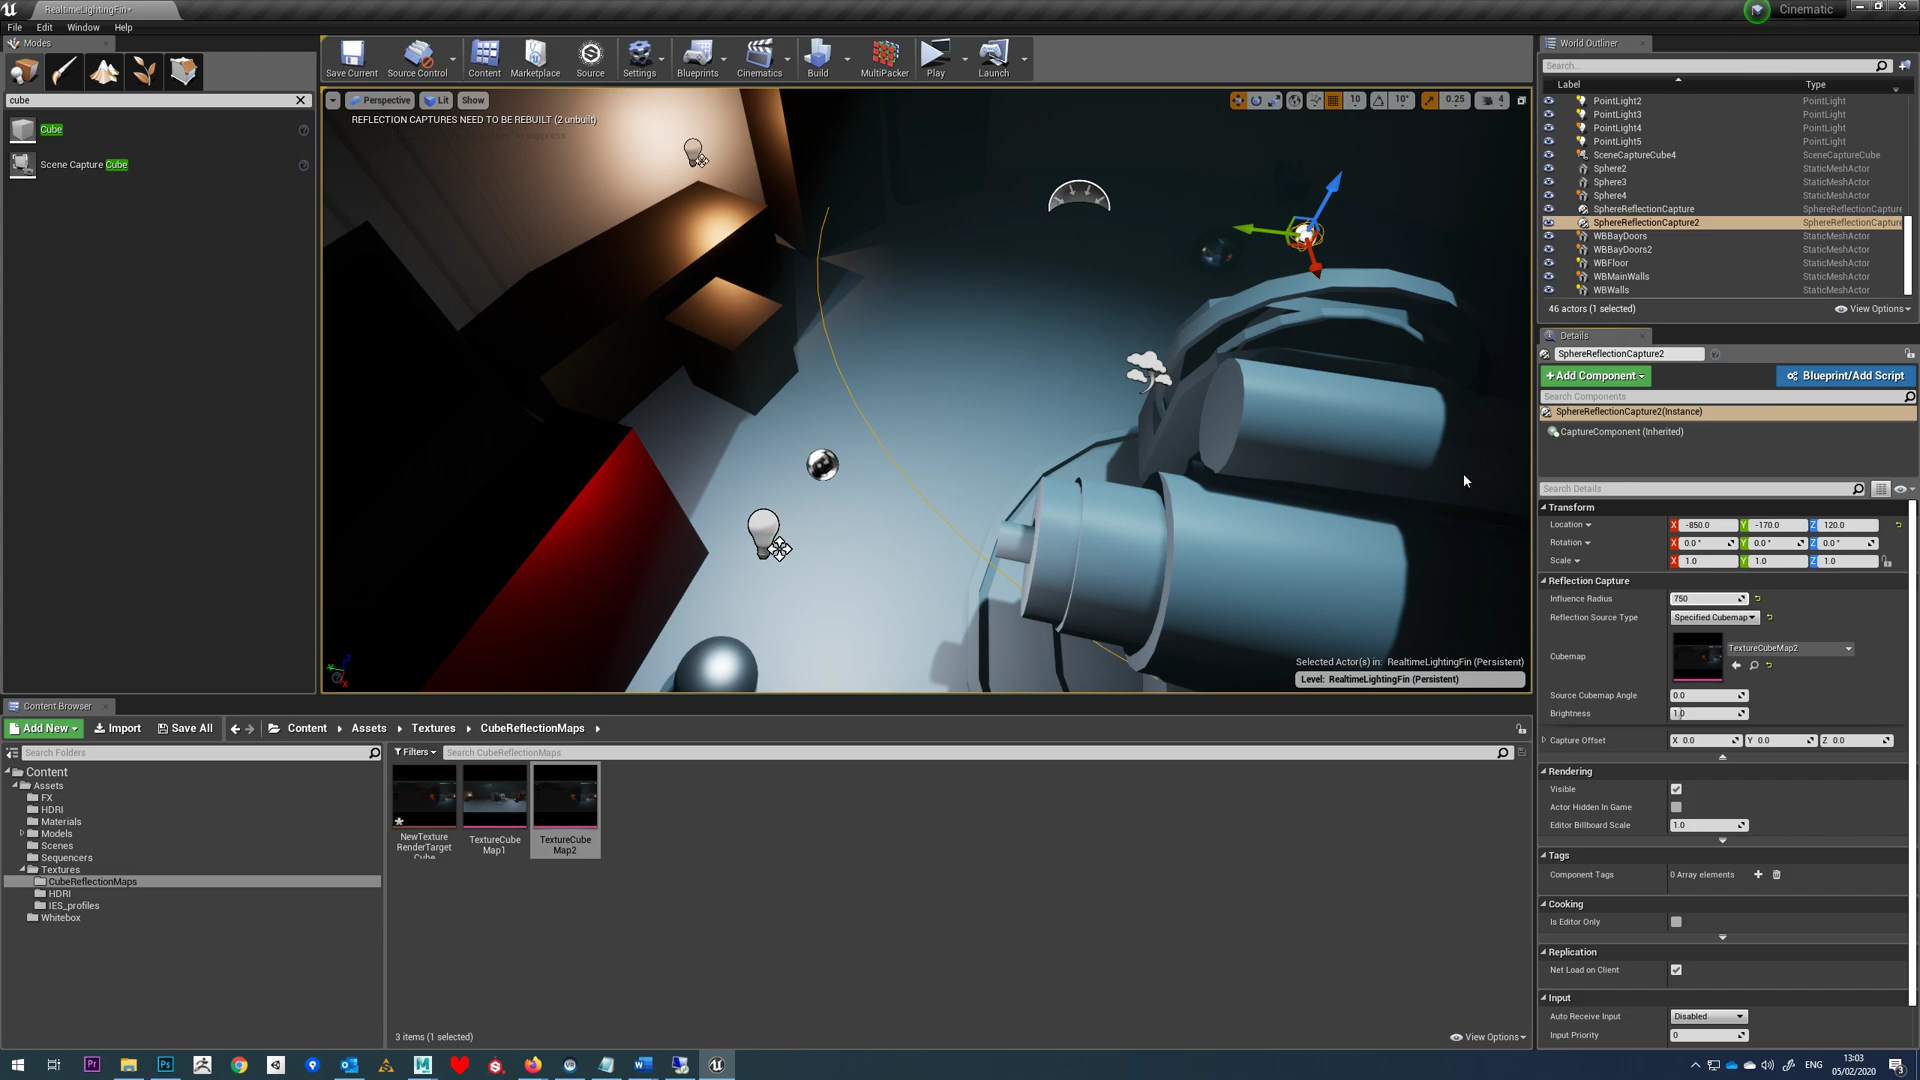 RealtimeLightingFin*
Cinematic
File Edit Window Help
Modes
cube
Cube
Scene Capture Cube
Save Current
Source Control
Content
Marketplace
Source
Settings
Blueprints
Cinematics
Build
MultiPacker
Play
Launch
Perspective Lit Show
10 10° 0.25 4
REFLECTION CAPTURES NEED TO BE REBUILT (2 unbuilt)
Selected Actor(s) in: RealtimeLightingFin (Persistent)
Level: RealtimeLightingFin (Persistent)
World Outliner
Search...
Label Type
PointLight2 PointLight
PointLight3 PointLight
PointLight4 PointLight
PointLight5 PointLight
SceneCaptureCube4 SceneCaptureCube
Sphere2 StaticMeshActor
Sphere3 StaticMeshActor
Sphere4 StaticMeshActor
SphereReflectionCapture SphereReflectionCapture
SphereReflectionCapture2 SphereReflectionCapture
WBBayDoors StaticMeshActor
WBBayDoors2 StaticMeshActor
WBFloor StaticMeshActor
WBMainWalls StaticMeshActor
WBWalls StaticMeshActor
46 actors (1 selected) View Options
Details
SphereReflectionCapture2
+Add Component Blueprint/Add Script
Search Components
SphereReflectionCapture2(Instance)
CaptureComponent (Inherited)
Search Details
Transform
Location X -850.0 Y -170.0 Z 120.0
Rotation X 0.0° Y 0.0° Z 0.0°
Scale X 1.0 Y 1.0 Z 1.0
Reflection Capture
Influence Radius 750
Reflection Source Type Specified Cubemap
Cubemap TextureCubeMap2
Source Cubemap Angle 0.0
Brightness 1.0
Capture Offset X 0.0 Y 0.0 Z 0.0
Rendering
Visible
Actor Hidden In Game
Editor Billboard Scale 1.0
Tags
Component Tags 0 Array elements
Cooking
Is Editor Only
Replication
Net Load on Client
Input
Auto Receive Input Disabled
Input Priority 0
Content Browser
Add New Import Save All Content Assets Textures CubeReflectionMaps
Search Folders
Filters Search CubeReflectionMaps
Content
Assets
FX
HDRI
Materials
Models
Scenes
Sequencers
Textures
CubeReflectionMaps
HDRI
IES_profiles
Whitebox
NewTexture
RenderTarget
Cube
TextureCube
Map1
TextureCube
Map2
3 items (1 selected) View Options
ENG
13:03
05/02/2020